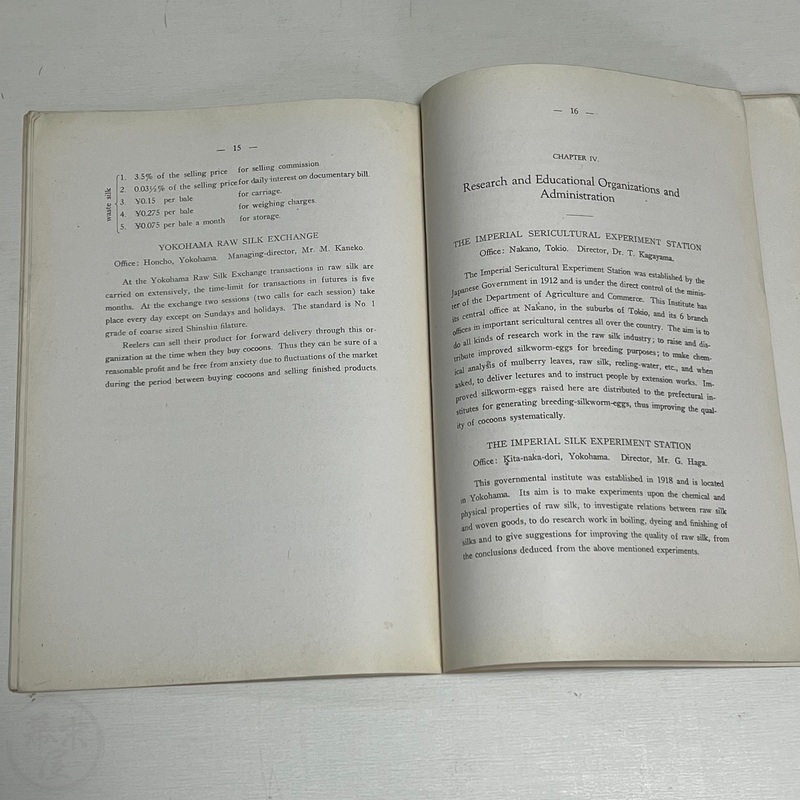 — 15 —
waste silk
1. 3.5% of the selling price for selling commission.
2. 0.03½% of the selling price for daily interest on documentary bill.
3. ¥0.15 per bale for carriage.
4. ¥0.275 per bale for weighing charges.
5. ¥0.075 per bale a month for storage.
YOKOHAMA RAW SILK EXCHANGE
Office: Honcho, Yokohama. Managing-director, Mr. M. Kaneko.
At the Yokohama Raw Silk Exchange transactions in raw silk are
carried on extensively, the time-limit for transactions in futures is five
months. At the exchange two sessions (two calls for each session) take
place every day except on Sundays and holidays. The standard is No 1
grade of coarse sized Shinshiu filature.
Reelers can sell their product for forward delivery through this or-
ganization at the time when they buy cocoons. Thus they can be sure of a
reasonable profit and be free from anxiety due to fluctuations of the market
during the period between buying cocoons and selling finished products.
— 16 —
CHAPTER IV.
Research and Educational Organizations and
Administration
THE IMPERIAL SERICULTURAL EXPERIMENT STATION
Office: Nakano, Tokio. Director, Dr. T. Kagayama.
The Imperial Sericultural Experiment Station was established by the
Japanese Government in 1912 and is under the direct control of the minis-
ter of the Department of Agriculture and Commerce. This Institute has
its central office at Nakano, in the suburbs of Tokio, and its 6 branch
offices in important sericultural centres all over the country. The aim is to
do all kinds of research work in the raw silk industry; to raise and dis-
tribute improved silkworm-eggs for breeding purposes; to make chem-
ical analysis of mulberry leaves, raw silk, reeling-water, etc., and when
asked, to deliver lectures and to instruct people by extension works. Im-
proved silkworm-eggs raised here are distributed to the prefectural in-
stitutes for generating breeding-silkworm-eggs, thus improving the qual-
ity of cocoons systematically.
THE IMPERIAL SILK EXPERIMENT STATION
Office: Kita-naka-dori, Yokohama. Director, Mr. G. Haga.
This governmental institute was established in 1918 and is located
in Yokohama. Its aim is to make experiments upon the chemical and
physical properties of raw silk, to investigate relations between raw silk
and woven goods, to do research work in boiling, dyeing and finishing of
silks and to give suggestions for improving the quality of raw silk, from
the conclusions deduced from the above mentioned experiments.